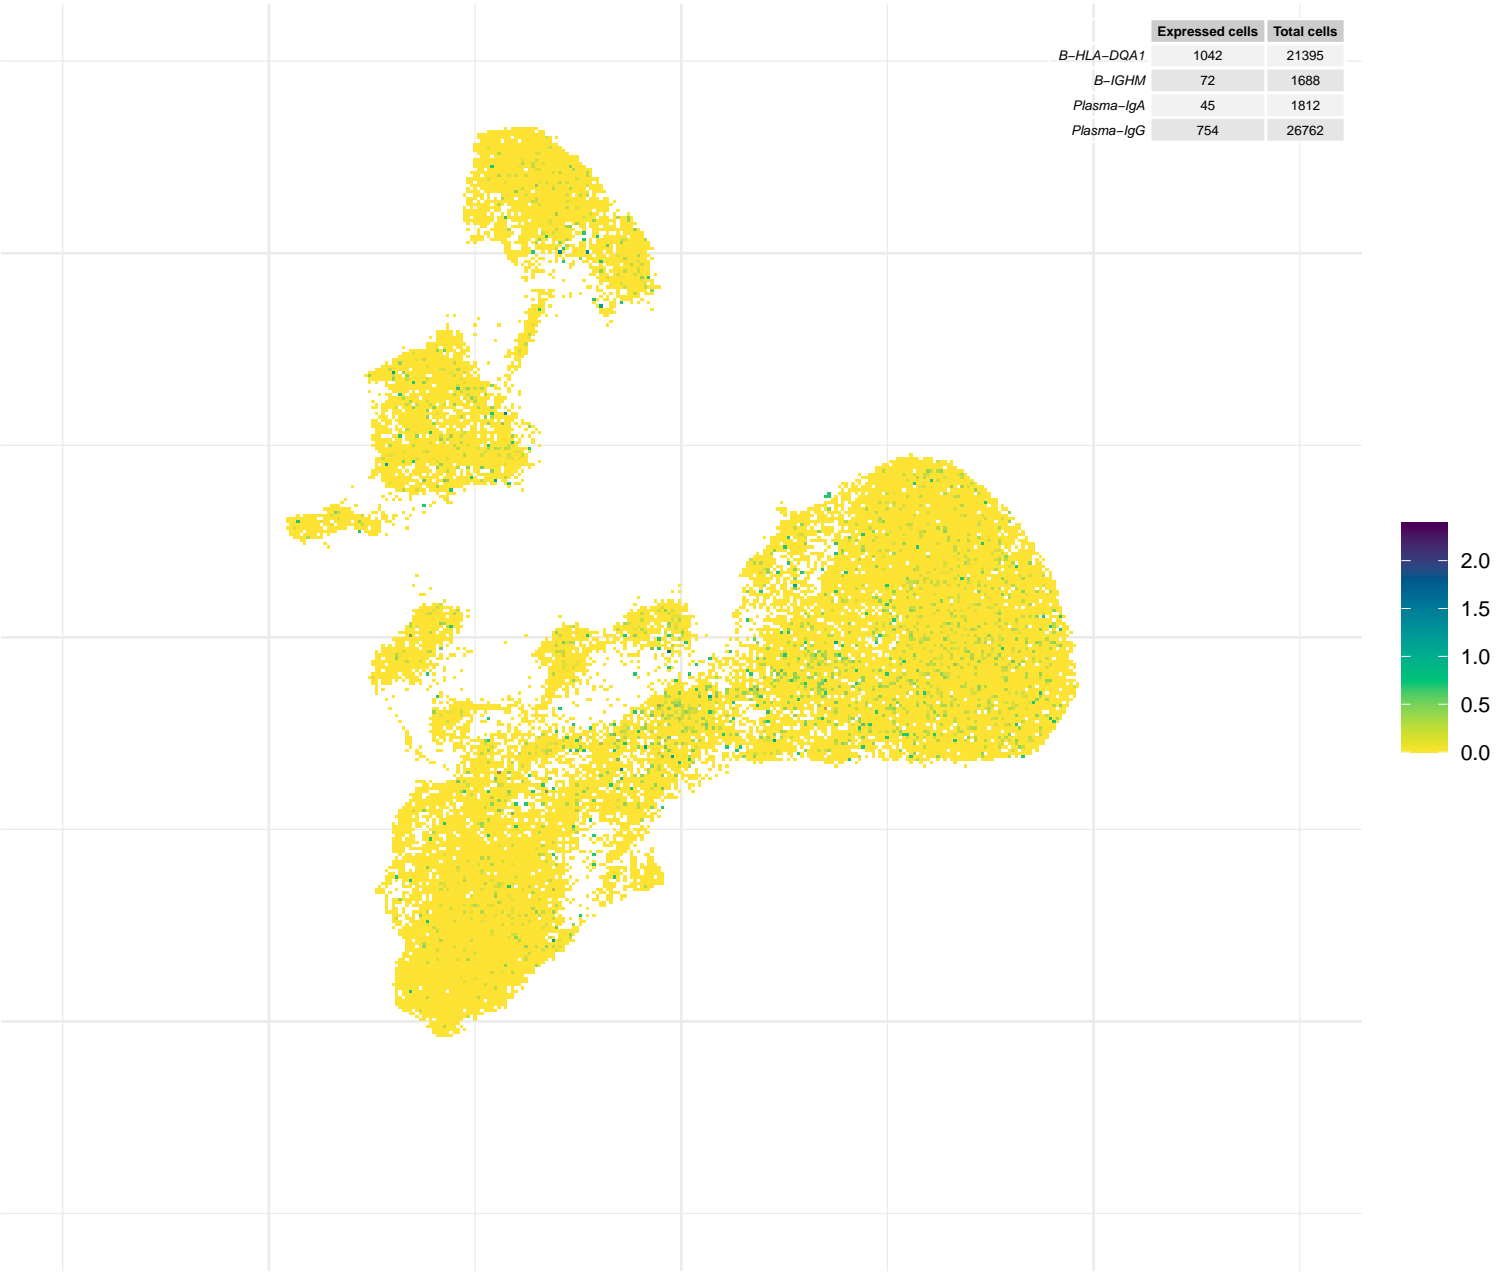 Expressed cells Total cells
B−HLA−DQA1 1042 21395
B−IGHM 72 1688
Plasma−IgA 45 1812
Plasma−IgG 754 26762
2.0
1.5
1.0
0.5
0.0